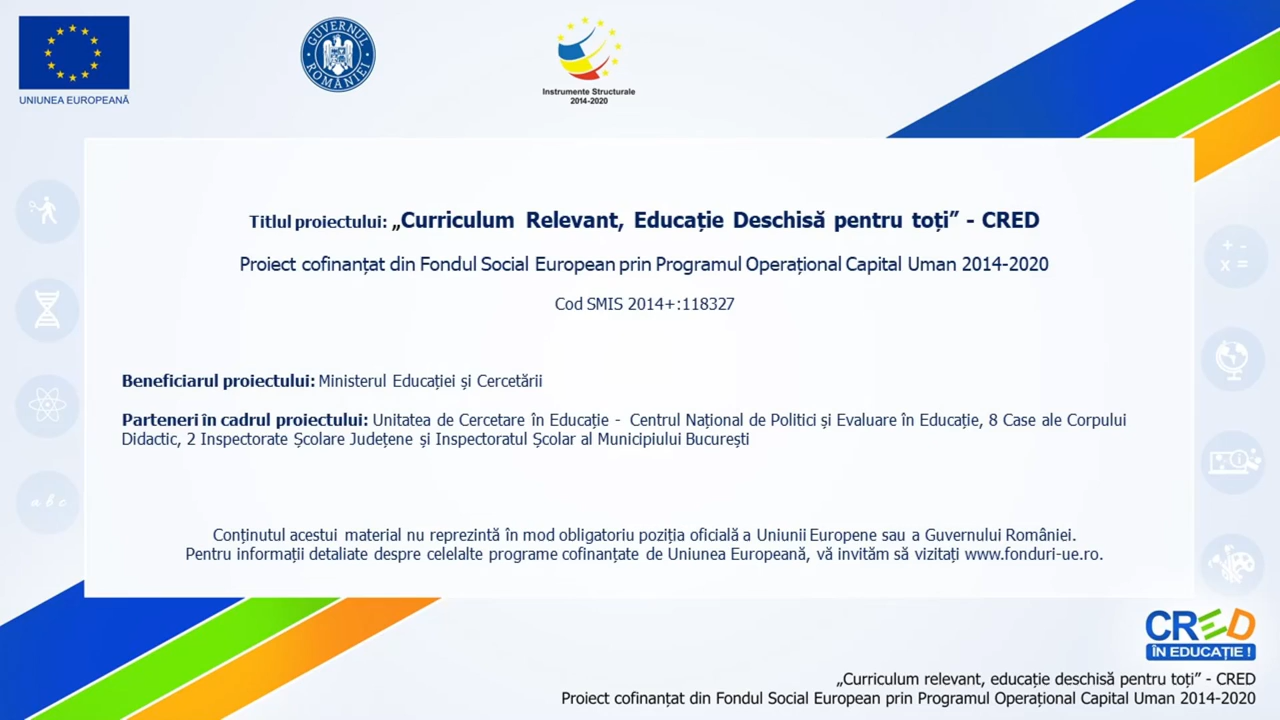 UNIUNEA EUROPEANĂ
GUVERNUL ROMÂNIEI
Instrumente Structurale
2014-2020
Titlul proiectului: „Curriculum Relevant, Educație Deschisă pentru toți” - CRED
Proiect cofinanțat din Fondul Social European prin Programul Operațional Capital Uman 2014-2020
Cod SMIS 2014+:118327
Beneficiarul proiectului: Ministerul Educației și Cercetării
Parteneri în cadrul proiectului: Unitatea de Cercetare în Educație - Centrul Național de Politici și Evaluare în Educație, 8 Case ale Corpului
Didactic, 2 Inspectorate Școlare Județene și Inspectoratul Școlar al Municipiului București
Conținutul acestui material nu reprezintă în mod obligatoriu poziția oficială a Uniunii Europene sau a Guvernului României.
Pentru informații detaliate despre celelalte programe cofinanțate de Uniunea Europeană, vă invităm să vizitați www.fonduri-ue.ro.
+ -
x =
a b c
CRED
ÎN EDUCAȚIE !
„Curriculum relevant, educație deschisă pentru toți” - CRED
Proiect cofinanțat din Fondul Social European prin Programul Operațional Capital Uman 2014-2020